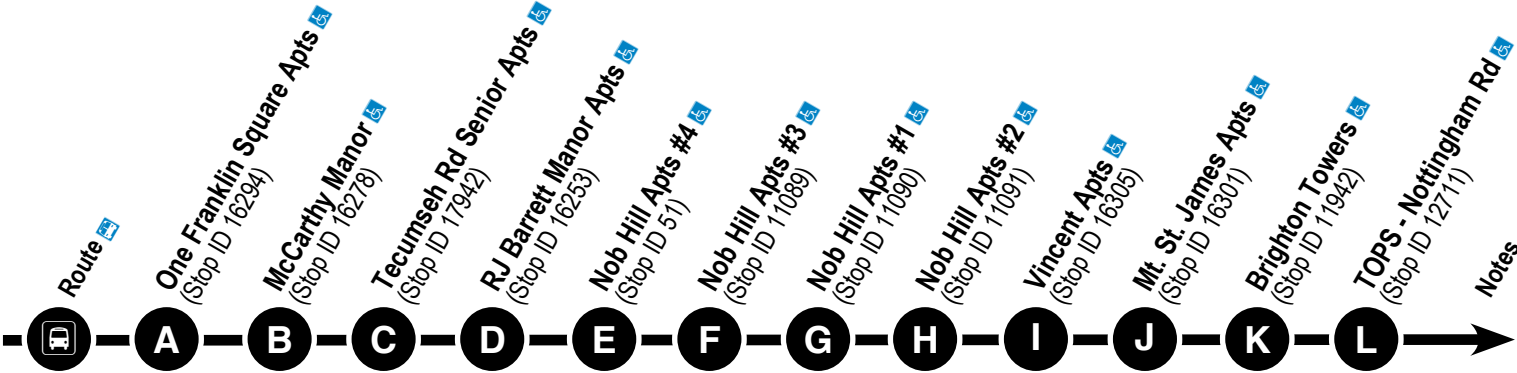 Route
One Franklin Square Apts
(Stop ID 16294)
McCarthy Manor
(Stop ID 16278)
Tecumseh Rd Senior Apts
(Stop ID 17942)
RJ Barrett Manor Apts
(Stop ID 16253)
Nob Hill Apts #4
(Stop ID 51)
Nob Hill Apts #3
(Stop ID 11089)
Nob Hill Apts #1
(Stop ID 11090)
Nob Hill Apts #2
(Stop ID 11091)
Vincent Apts
(Stop ID 16305)
Mt. St. James Apts
(Stop ID 16301)
Brighton Towers
(Stop ID 11942)
TOPS - Nottingham Rd
(Stop ID 12711)
Notes
A B C D E F G H I J K L